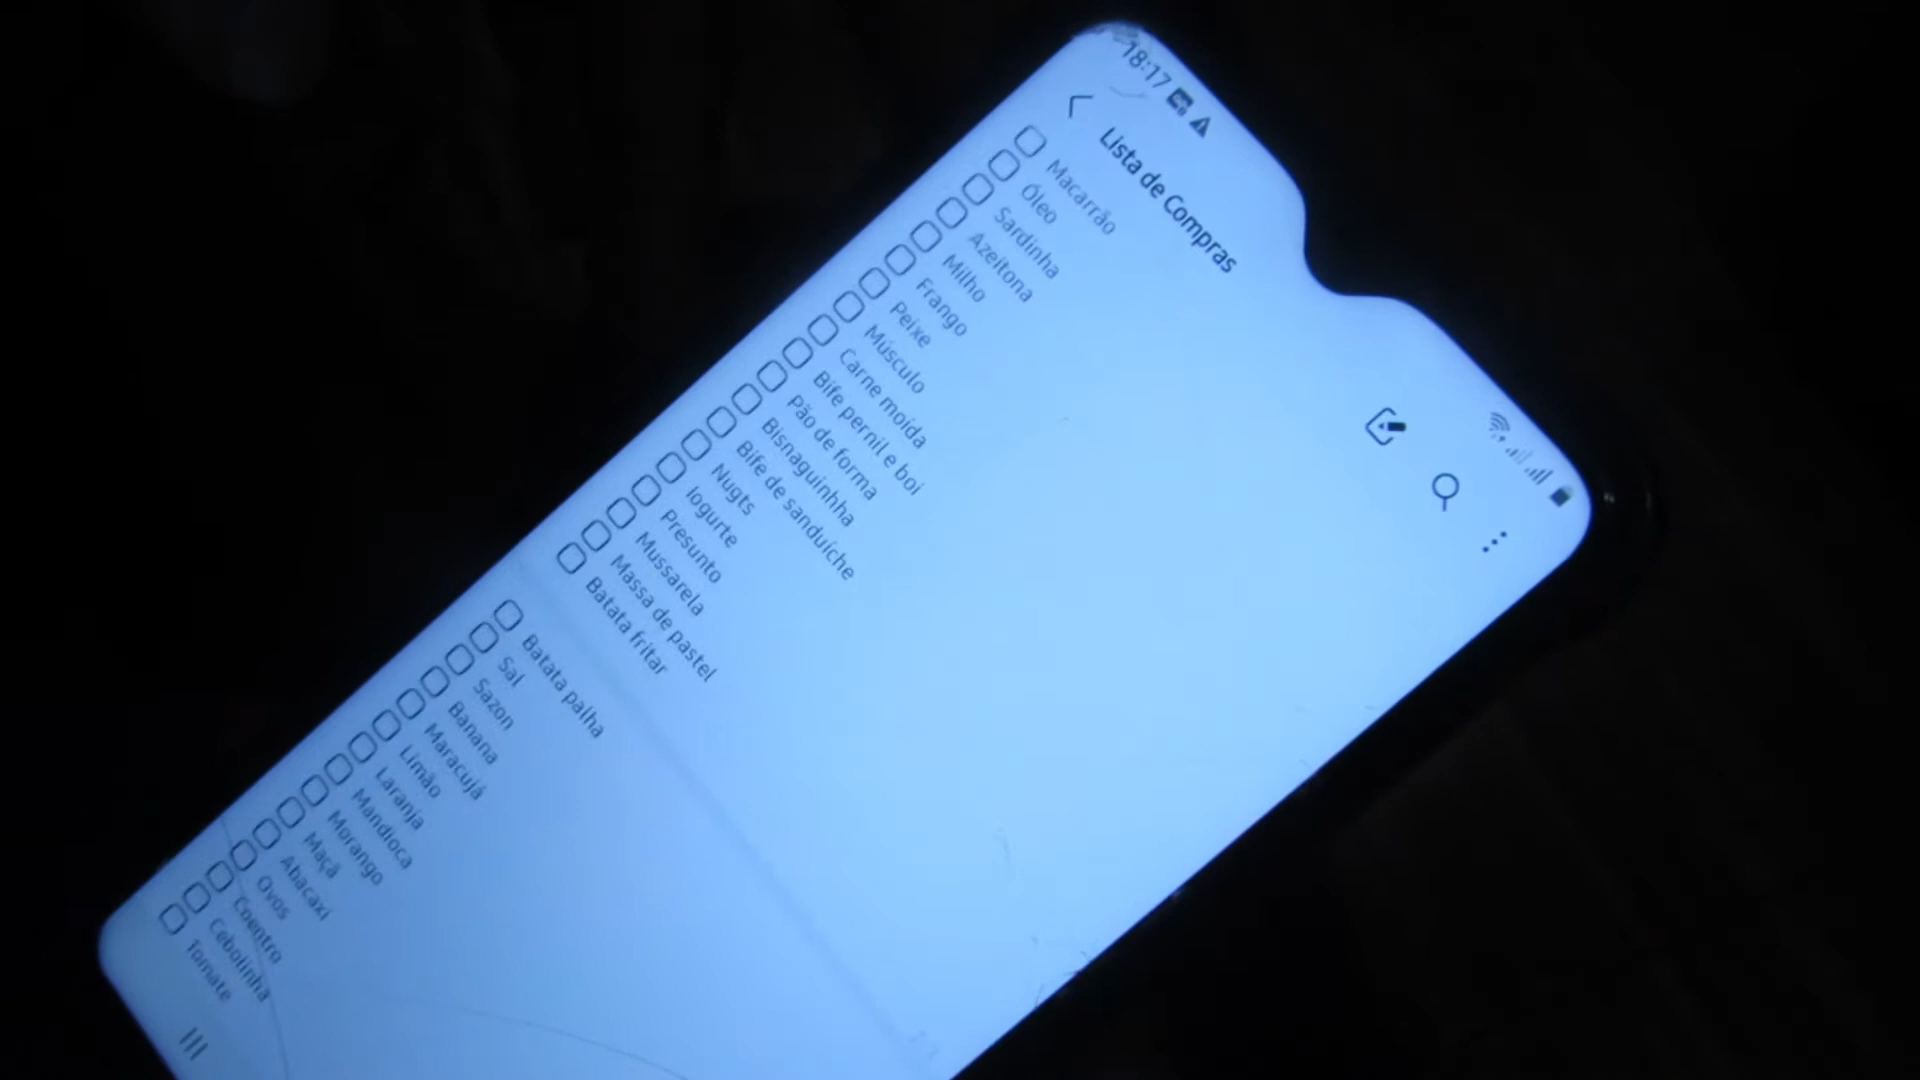 18:17
Lista de Compras
Macarrão
Óleo
Sardinha
Azeitona
Milho
Frango
Peixe
Músculo
Carne moída
Bife pernil e boi
Pão de forma
Bisnaguinhha
Bife de sanduíche
Nugts
Iogurte
Presunto
Mussarela
Massa de pastel
Batata fritar
Batata palha
Sal
Sazon
Banana
Maracujá
Limão
Laranja
Mandioca
Morango
Maçã
Abacaxi
Ovos
Coentro
Cebolinha
Tomate